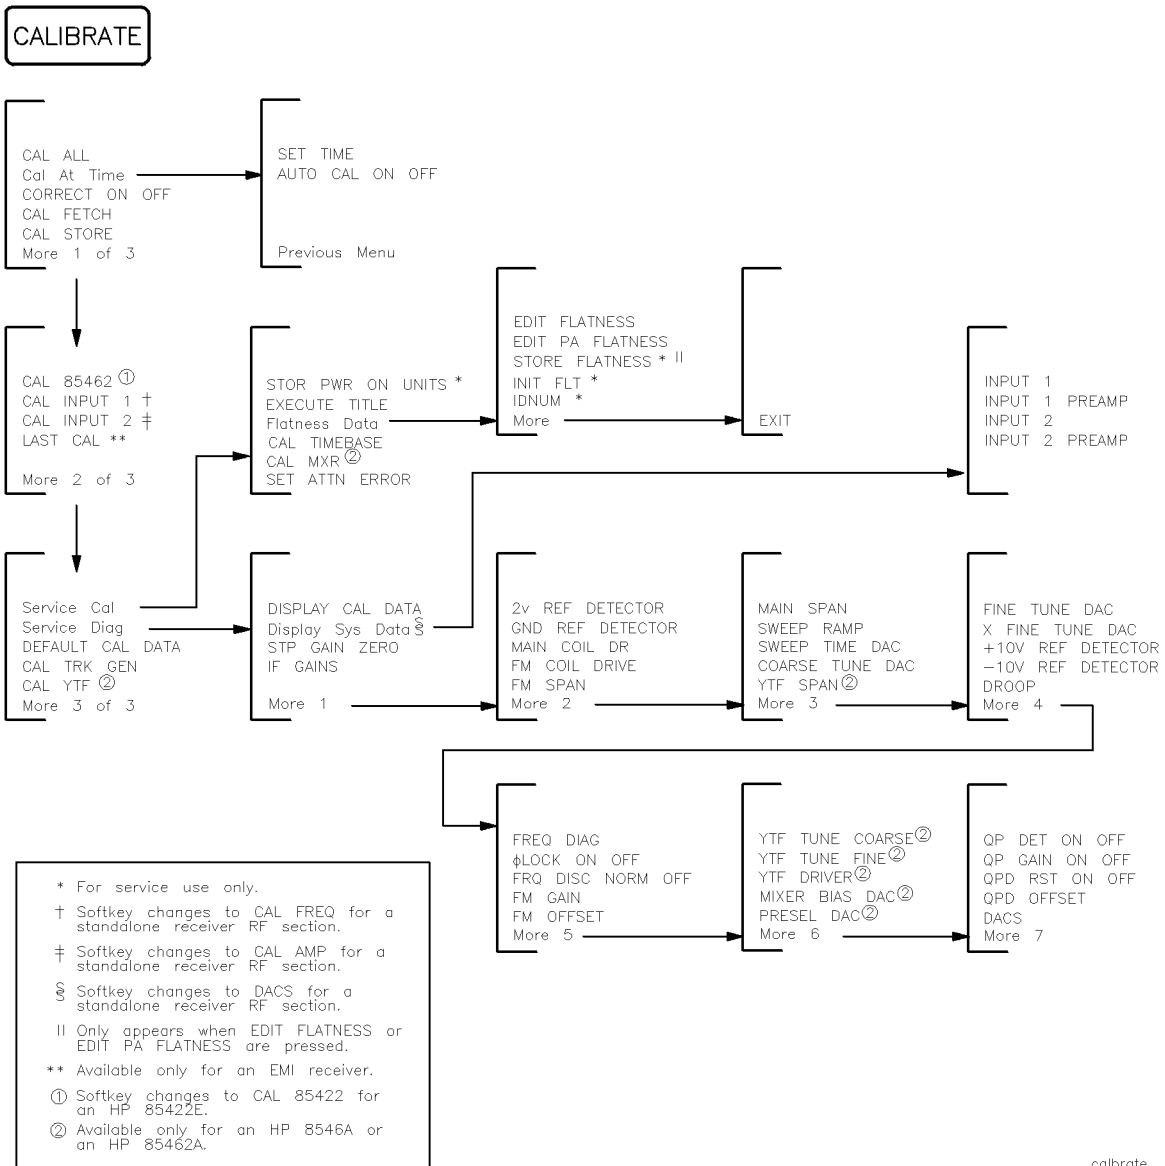 CALIBRATE
CAL ALL
Cal At Time
CORRECT ON OFF
CAL FETCH
CAL STORE
More 1 of 3
SET TIME
AUTO CAL ON OFF
Previous Menu
CAL 85462 ①
CAL INPUT 1 †
CAL INPUT 2 ‡
LAST CAL **
More 2 of 3
STOR PWR ON UNITS *
EXECUTE TITLE
Flatness Data
CAL TIMEBASE
CAL MXR ②
SET ATTN ERROR
EDIT FLATNESS
EDIT PA FLATNESS
STORE FLATNESS * ||
INIT FLT *
IDNUM *
More
EXIT
INPUT 1
INPUT 1 PREAMP
INPUT 2
INPUT 2 PREAMP
Service Cal
Service Diag
DEFAULT CAL DATA
CAL TRK GEN
CAL YTF ②
More 3 of 3
DISPLAY CAL DATA
Display Sys Data §
STP GAIN ZERO
IF GAINS
More 1
2v REF DETECTOR
GND REF DETECTOR
MAIN COIL DR
FM COIL DRIVE
FM SPAN
More 2
MAIN SPAN
SWEEP RAMP
SWEEP TIME DAC
COARSE TUNE DAC
YTF SPAN ②
More 3
FINE TUNE DAC
X FINE TUNE DAC
+10V REF DETECTOR
−10V REF DETECTOR
DROOP
More 4
FREQ DIAG
ϕLOCK ON OFF
FRQ DISC NORM OFF
FM GAIN
FM OFFSET
More 5
YTF TUNE COARSE ②
YTF TUNE FINE ②
YTF DRIVER ②
MIXER BIAS DAC ②
PRESEL DAC ②
More 6
QP DET ON OFF
QP GAIN ON OFF
QPD RST ON OFF
QPD OFFSET
DACS
More 7
* For service use only.
† Softkey changes to CAL FREQ for a
standalone receiver RF section.
‡ Softkey changes to CAL AMP for a
standalone receiver RF section.
§ Softkey changes to DACS for a
standalone receiver RF section.
|| Only appears when EDIT FLATNESS or
EDIT PA FLATNESS are pressed.
** Available only for an EMI receiver.
① Softkey changes to CAL 85422 for
an HP 85422E.
② Available only for an HP 8546A or
an HP 85462A.
calbrate